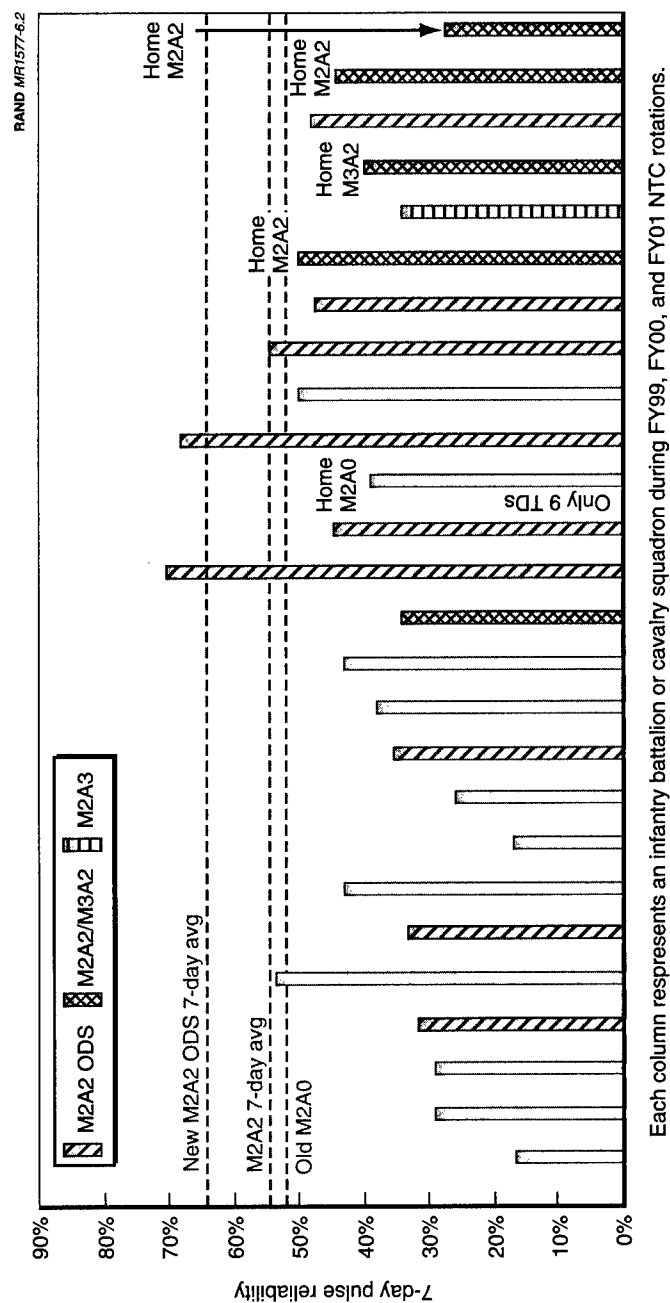 RAND MR1577-6.2
M2A2 ODS
M2A2/M3A2
M2A3
90%
80%
70%
60%
50%
40%
30%
20%
10%
0%
7-day pulse reliability
New M2A2 ODS 7-day avg
M2A2 7-day avg
Old M2A0
Home
M2A0
Only 9 TDs
Home
M2A2
Home
M3A2
Home
M2A2
Home
M2A2
Each column respresents an infantry battalion or cavalry squadron during FY99, FY00, and FY01 NTC rotations.